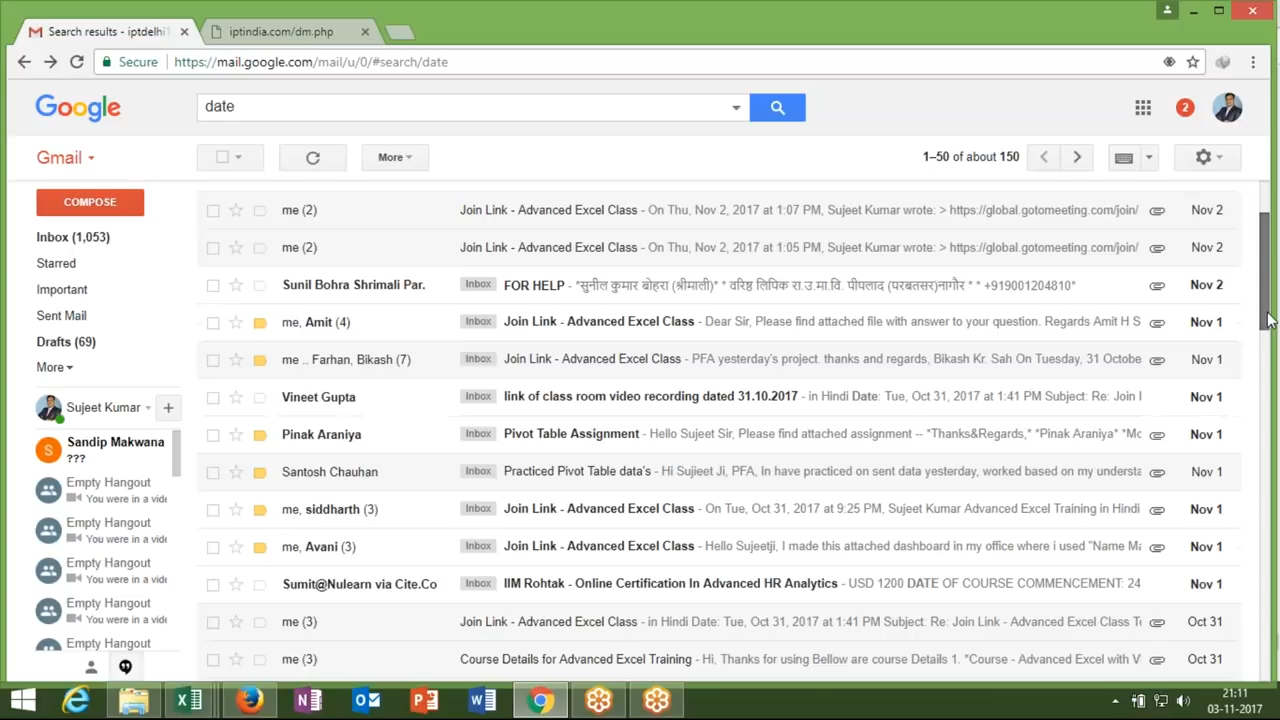 Search results - iptdelhi
iptindia.com/dm.php
Secure https://mail.google.com/mail/u/0/#search/date
Google
date
2
Gmail
More
1–50 of about 150
COMPOSE
Inbox (1,053)
Starred
Important
Sent Mail
Drafts (69)
More
Sujeet Kumar
S
Sandip Makwana
???
Empty Hangout
You were in a vide
Empty Hangout
You were in a vide
Empty Hangout
You were in a vide
Empty Hangout
You were in a vide
Empty Hangout
me (2) Join Link - Advanced Excel Class - On Thu, Nov 2, 2017 at 1:07 PM, Sujeet Kumar wrote: > https://global.gotomeeting.com/join/ Nov 2
me (2) Join Link - Advanced Excel Class - On Thu, Nov 2, 2017 at 1:05 PM, Sujeet Kumar wrote: > https://global.gotomeeting.com/join/ Nov 2
Sunil Bohra Shrimali Par. Inbox FOR HELP - *सुनील कुमार बोहरा (श्रीमाली)* * वरिष्ठ लिपिक रा.उ.मा.वि. पीपलाद (परबतसर)नागौर * * +919001204810* Nov 2
me, Amit (4) Inbox Join Link - Advanced Excel Class - Dear Sir, Please find attached file with answer to your question. Regards Amit H S Nov 1
me .. Farhan, Bikash (7) Inbox Join Link - Advanced Excel Class - PFA yesterday's project. thanks and regards, Bikash Kr. Sah On Tuesday, 31 Octobe Nov 1
Vineet Gupta Inbox link of class room video recording dated 31.10.2017 - in Hindi Date: Tue, Oct 31, 2017 at 1:41 PM Subject: Re: Join Nov 1
Pinak Araniya Inbox Pivot Table Assignment - Hello Sujeet Sir, Please find attached assignment -- *Thanks&Regards,* *Pinak Araniya* *Mo Nov 1
Santosh Chauhan Inbox Practiced Pivot Table data's - Hi Sujeet Ji, PFA, In have practiced on sent data yesterday, worked based on my understa Nov 1
me, siddharth (3) Inbox Join Link - Advanced Excel Class - On Tue, Oct 31, 2017 at 9:25 PM, Sujeet Kumar Advanced Excel Training in Hindi Nov 1
me, Avani (3) Inbox Join Link - Advanced Excel Class - Hello Sujeetji, I made this attached dashboard in my office where i used "Name Ma Nov 1
Sumit@Nulearn via Cite.Co Inbox IIM Rohtak - Online Certification In Advanced HR Analytics - USD 1200 DATE OF COURSE COMMENCEMENT: 24 Nov 1
me (3) Join Link - Advanced Excel Class - in Hindi Date: Tue, Oct 31, 2017 at 1:41 PM Subject: Re: Join Link - Advanced Excel Class T Oct 31
me (3) Course Details for Advanced Excel Training - Hi, Thanks for using Bellow are course Details 1. *Course - Advanced Excel with V Oct 31
21:11
03-11-2017